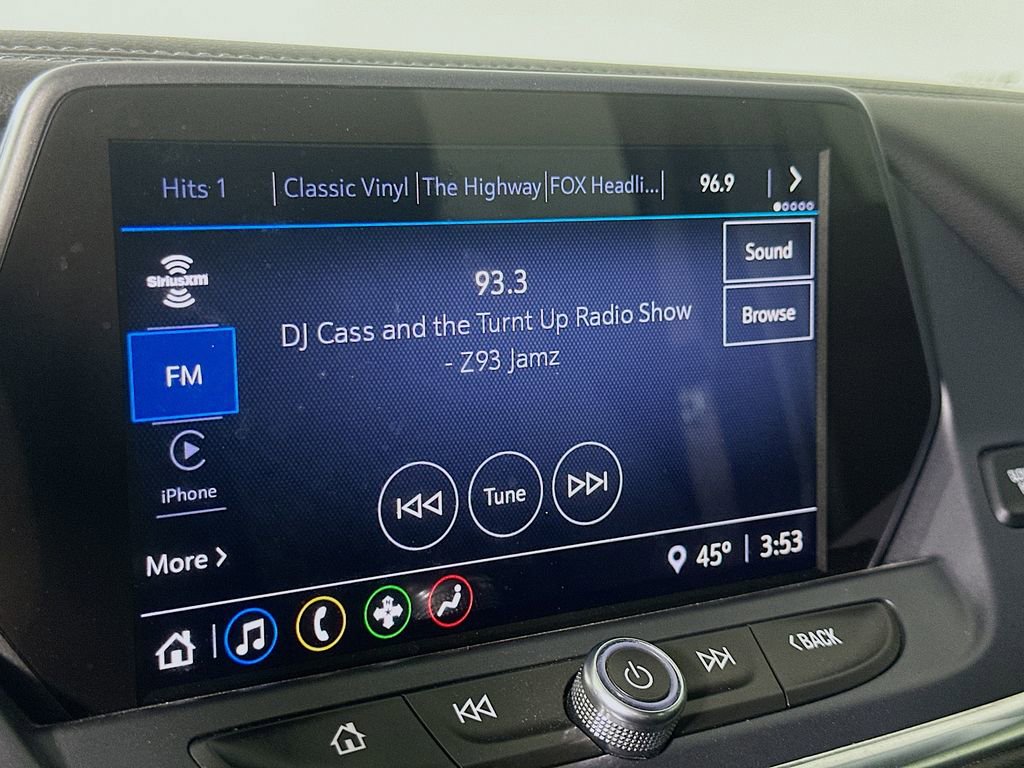 Hits 1
Classic Vinyl
The Highway
FOX Headli...
96.9
SiriusXM
Sound
93.3
Browse
DJ Cass and the Turnt Up Radio Show
- Z93 Jamz
FM
iPhone
Tune
More
45° 3:53
BACK